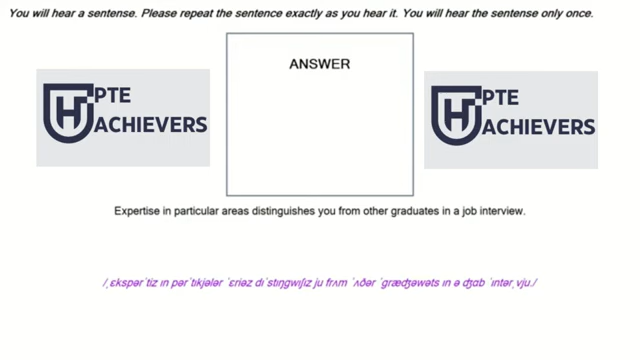 You will hear a sentence. Please repeat the sentence exactly as you hear it. You will hear the sentence only once.
ANSWER
H PTE
ACHIEVERS
H PTE
ACHIEVERS
Expertise in particular areas distinguishes you from other graduates in a job interview.
/ˌɛkspərˈtiz ɪn pərˈtɪkjələr ˈɛriəz dɪˈstɪŋgwɪʃɪz ju frʌm ˈʌðər ˈgræʤəwəts ɪn ə ʤɑb ˈɪntərˌvju./